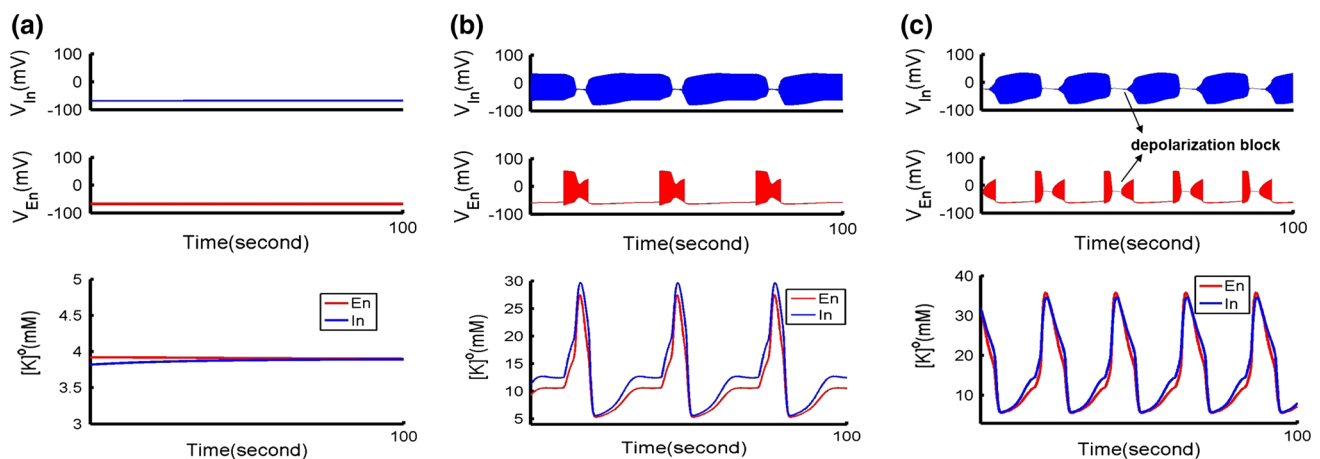 (a)
V_In(mV)
100
0
-100
V_En(mV)
100
0
-100
Time(second)
100
[K]^o(mM)
5
4.5
4
3.5
3
En
In
Time(second)
100
(b)
V_In(mV)
100
0
-100
V_En(mV)
100
0
-100
Time(second)
100
[K]^o(mM)
30
25
20
15
10
5
En
In
Time(second)
100
(c)
V_In(mV)
100
0
-100
depolarization block
V_En(mV)
100
0
-100
Time(second)
100
[K]^o(mM)
40
30
20
10
En
In
Time(second)
100